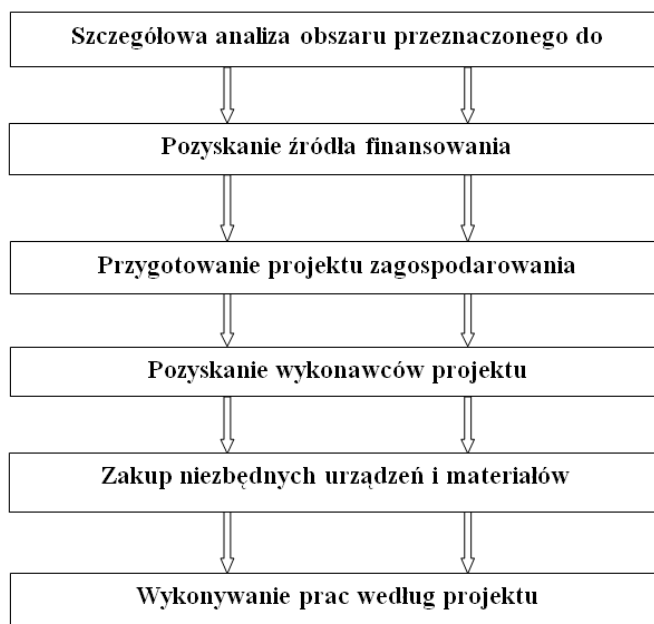 Szczegółowa analiza obszaru przeznaczonego do
Pozyskanie źródła finansowania
Przygotowanie projektu zagospodarowania
Pozyskanie wykonawców projektu
Zakup niezbędnych urządzeń i materiałów
Wykonywanie prac według projektu